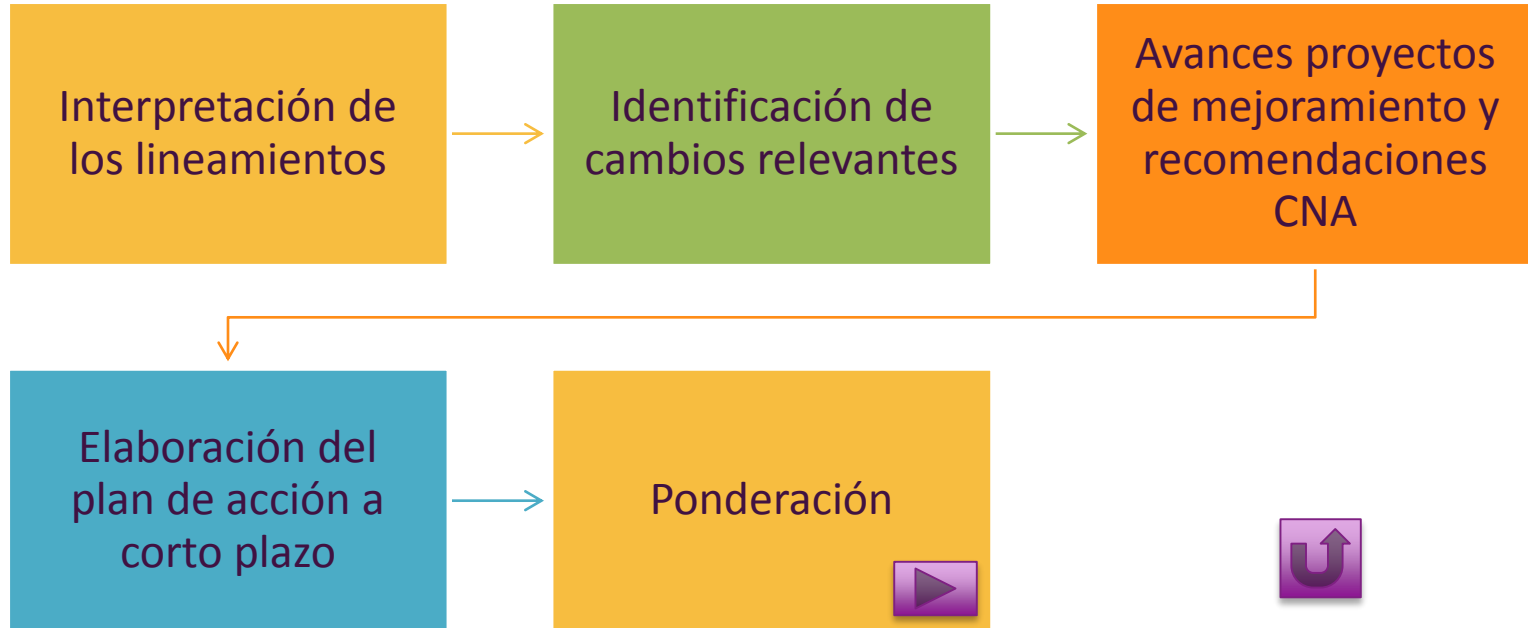 Interpretación de
los lineamientos
Identificación de
cambios relevantes
Avances proyectos
de mejoramiento y
recomendaciones
CNA
Elaboración del
plan de acción a
corto plazo
Ponderación